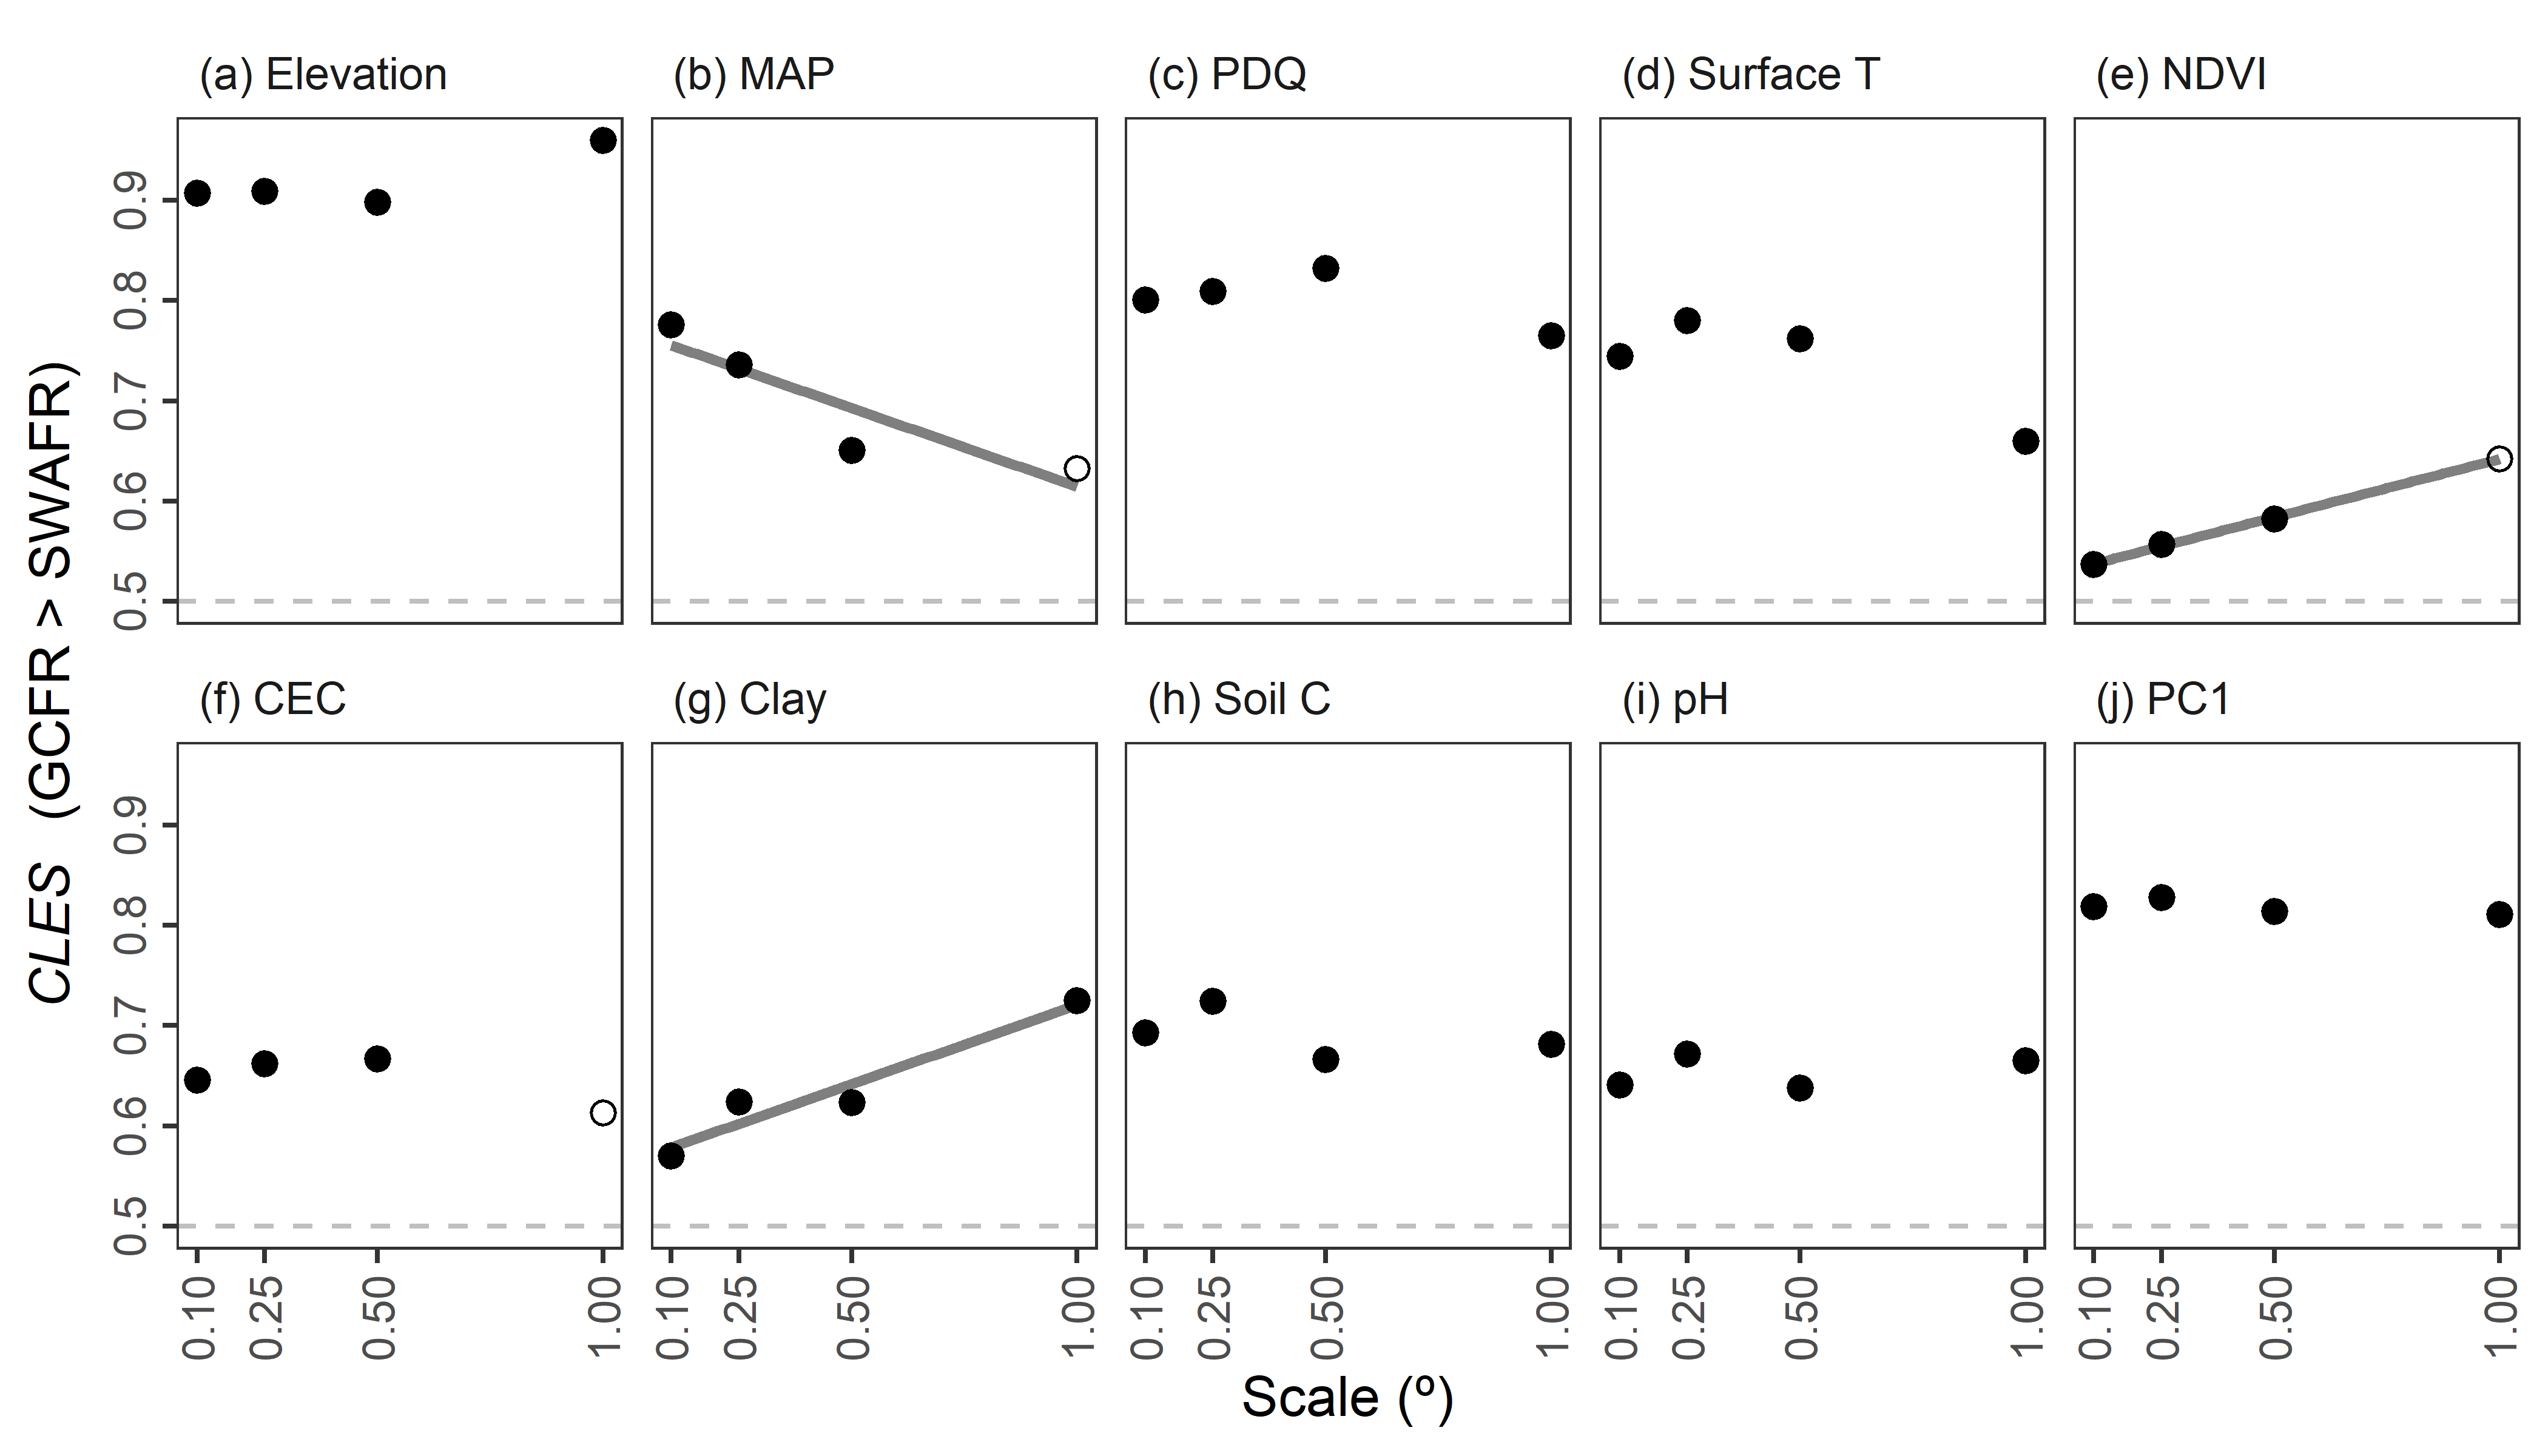 (a) Elevation
(b) MAP
(c) PDQ
(d) Surface T
(e) NDVI
0.9
0.8
0.7
0.6
0.5
CLES (GCFR > SWAFR)
(f) CEC
(g) Clay
(h) Soil C
(i) pH
(j) PC1
0.9
0.8
0.7
0.6
0.5
0.10 0.25 0.50 1.00
0.10 0.25 0.50 1.00
0.10 0.25 0.50 1.00
0.10 0.25 0.50 1.00
0.10 0.25 0.50 1.00
Scale (º)